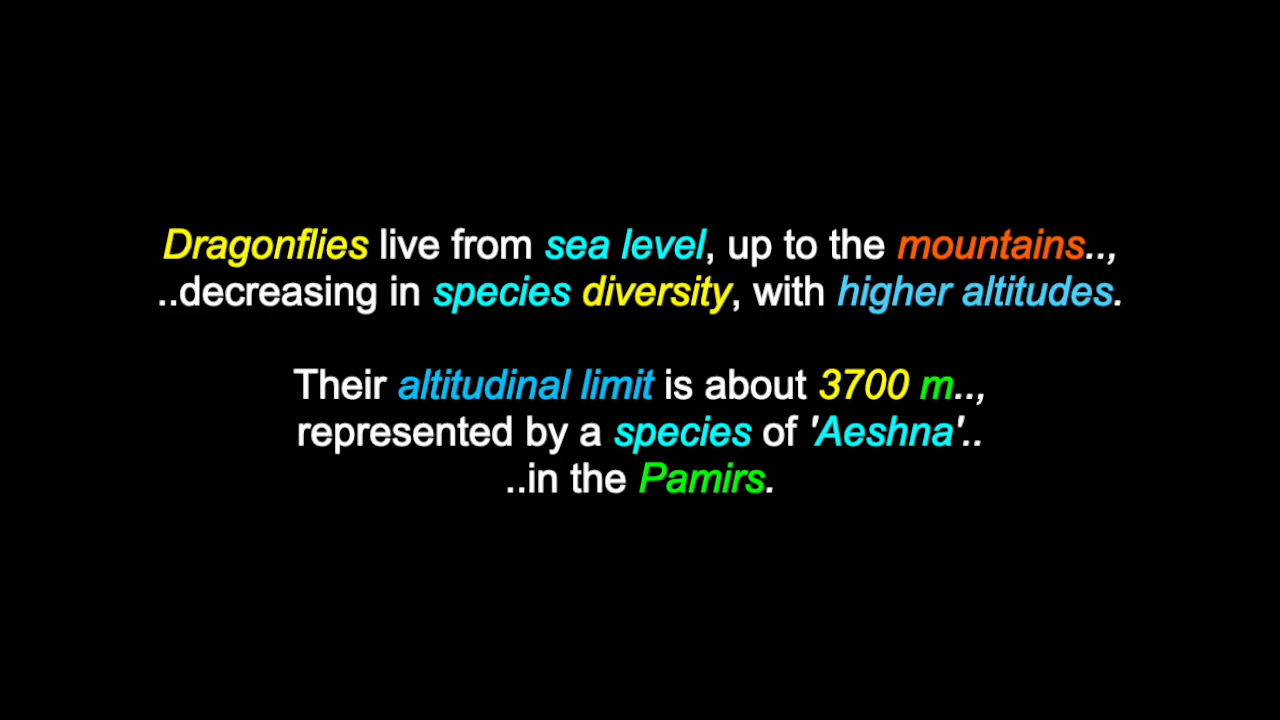 Dragonflies live from sea level, up to the mountains..,
..decreasing in species diversity, with higher altitudes.
Their altitudinal limit is about 3700 m..,
represented by a species of 'Aeshna'..
..in the Pamirs.